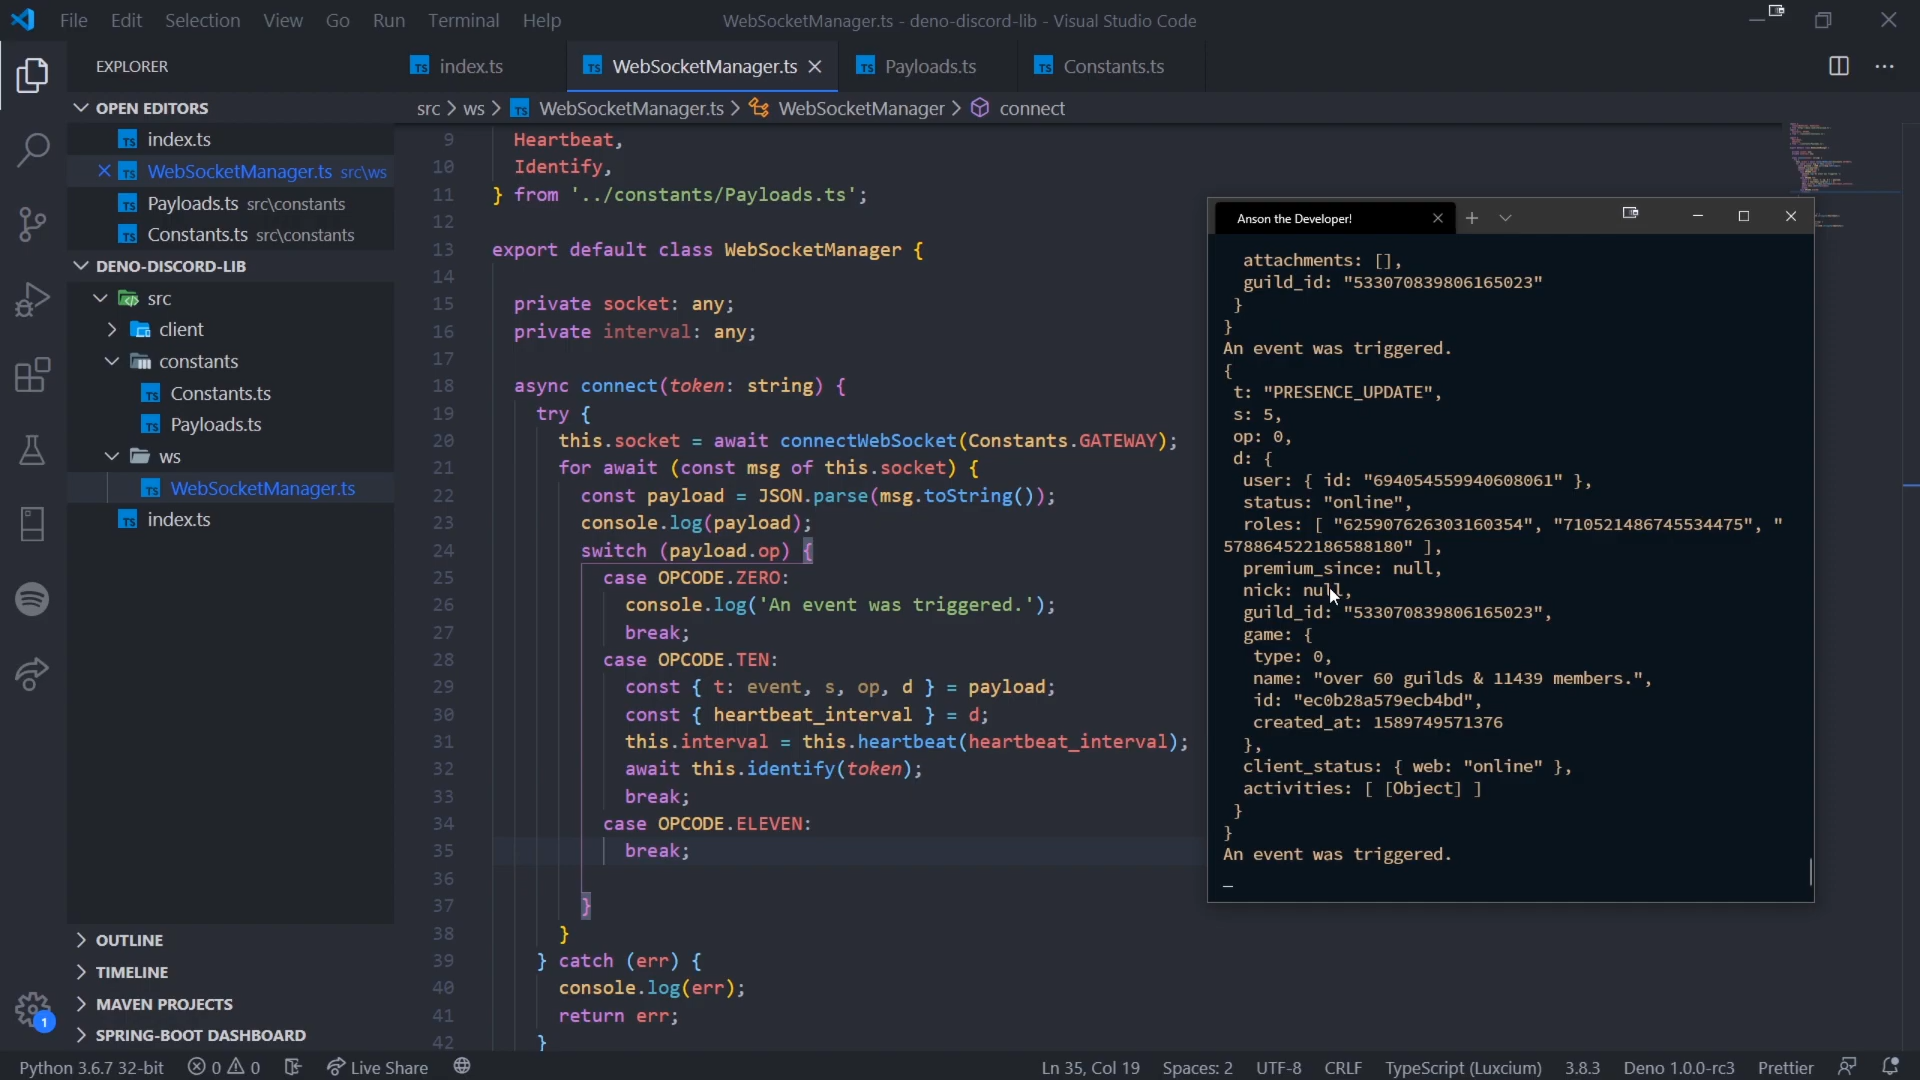 File Edit Selection View Go Run Terminal Help
WebSocketManager.ts - deno-discord-lib - Visual Studio Code
EXPLORER
TS index.ts
TS WebSocketManager.ts
TS Payloads.ts
TS Constants.ts
OPEN EDITORS
TS index.ts
TS WebSocketManager.ts src\ws
TS Payloads.ts src\constants
TS Constants.ts src\constants
DENO-DISCORD-LIB
src
client
constants
TS Constants.ts
TS Payloads.ts
ws
TS WebSocketManager.ts
TS index.ts
OUTLINE
TIMELINE
MAVEN PROJECTS
SPRING-BOOT DASHBOARD
1
src > ws > TS WebSocketManager.ts > WebSocketManager > connect
9 Heartbeat,
10 Identify,
11 } from '../constants/Payloads.ts';
12
13 export default class WebSocketManager {
14
15 private socket: any;
16 private interval: any;
17
18 async connect(token: string) {
19 try {
20 this.socket = await connectWebSocket(Constants.GATEWAY);
21 for await (const msg of this.socket) {
22 const payload = JSON.parse(msg.toString());
23 console.log(payload);
24 switch (payload.op) {
25 case OPCODE.ZERO:
26 console.log('An event was triggered.');
27 break;
28 case OPCODE.TEN:
29 const { t: event, s, op, d } = payload;
30 const { heartbeat_interval } = d;
31 this.interval = this.heartbeat(heartbeat_interval);
32 await this.identify(token);
33 break;
34 case OPCODE.ELEVEN:
35 break;
36
37 }
38 }
39 } catch (err) {
40 console.log(err);
41 return err;
42 }
Anson the Developer!
attachments: [],
guild_id: "533070839806165023"
}
}
An event was triggered.
{
t: "PRESENCE_UPDATE",
s: 5,
op: 0,
d: {
user: { id: "694054559940608061" },
status: "online",
roles: [ "625907626303160354", "710521486745534475", "
578864522186588180" ],
premium_since: null,
nick: null,
guild_id: "533070839806165023",
game: {
type: 0,
name: "over 60 guilds & 11439 members.",
id: "ec0b28a579ecb4bd",
created_at: 1589749571376
},
client_status: { web: "online" },
activities: [ [Object] ]
}
}
An event was triggered.
_
Python 3.6.7 32-bit 0 0 Live Share Ln 35, Col 19 Spaces: 2 UTF-8 CRLF TypeScript (Luxcium) 3.8.3 Deno 1.0.0-rc3 Prettier